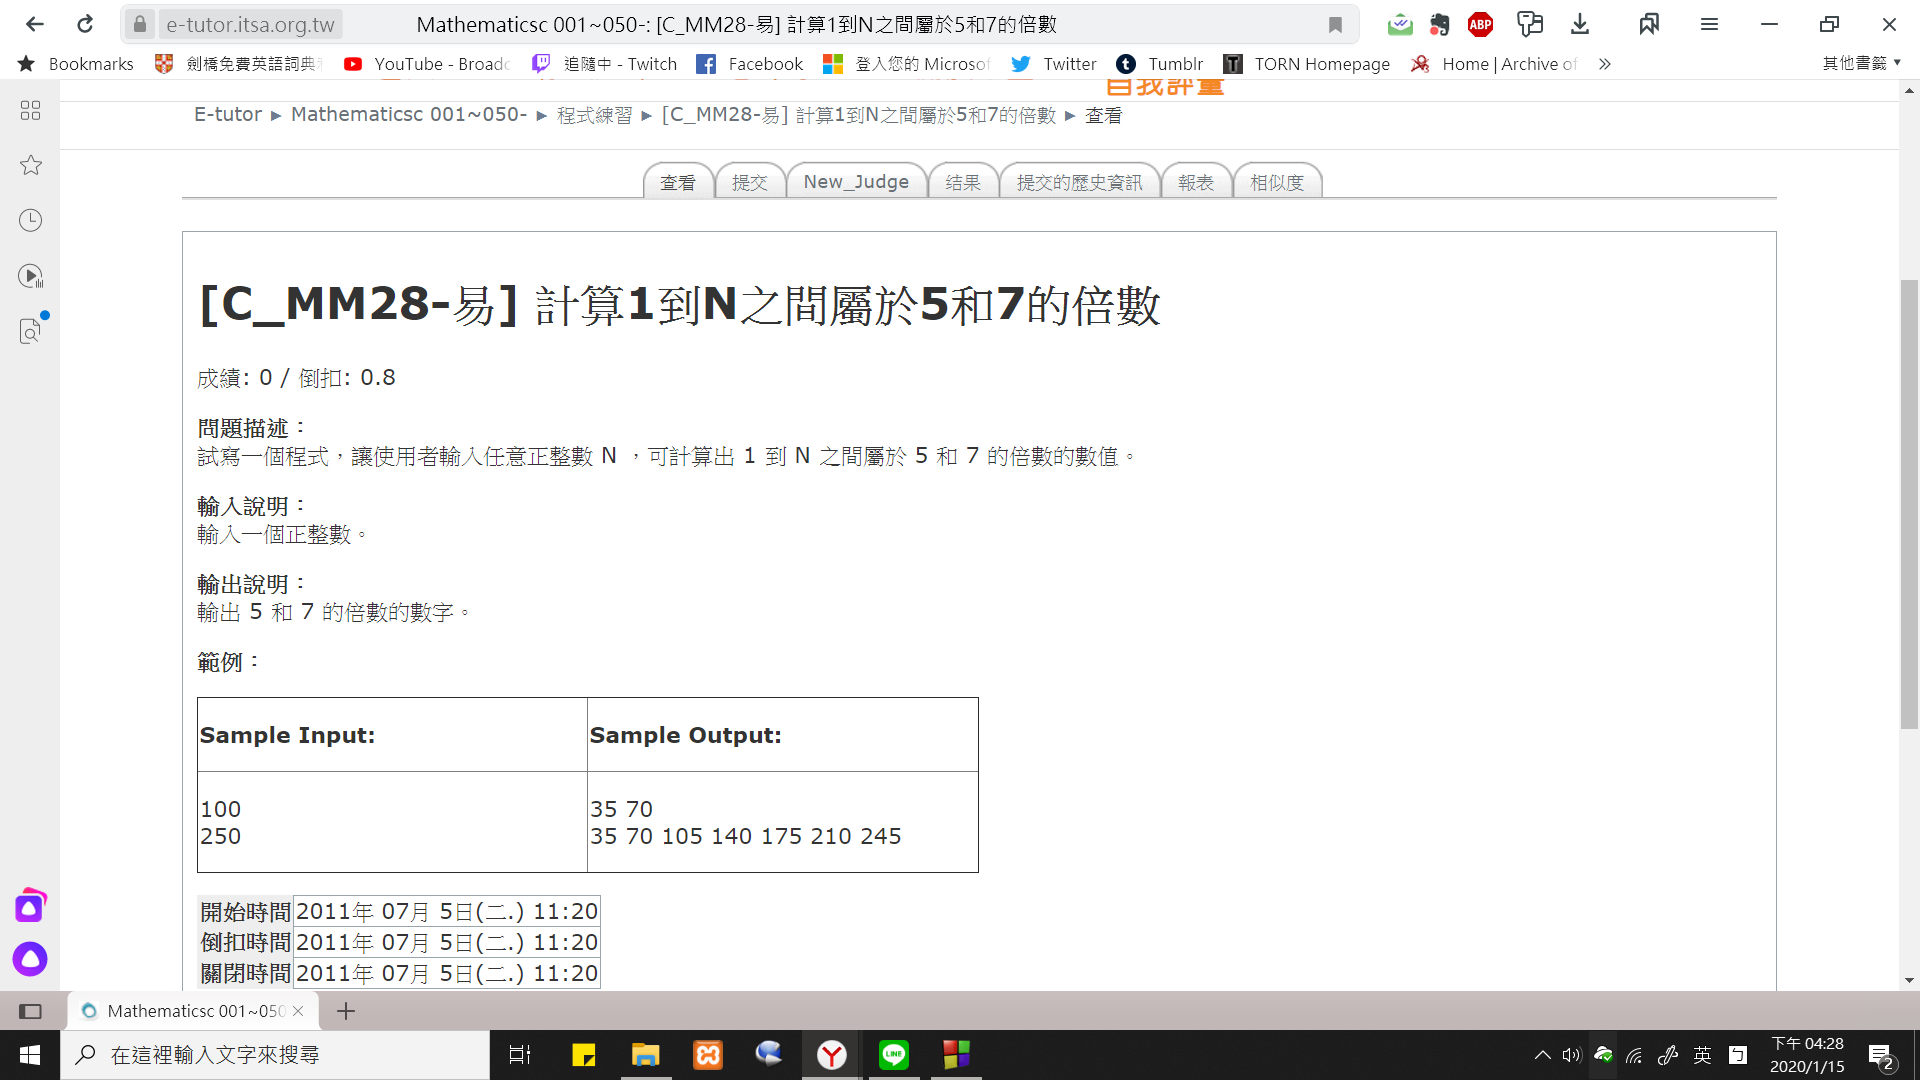 e-tutor.itsa.org.tw
Mathematicsc 001~050-: [C_MM28-易] 計算1到N之間屬於5和7的倍數
ABP
Bookmarks
劍橋免費英語詞典
YouTube - Broadc
追隨中 - Twitch
Facebook
登入您的 Microsof
Twitter
Tumblr
TORN Homepage
Home | Archive of
其他書籤
自我評量
E-tutor ► Mathematicsc 001~050- ► 程式練習 ► [C_MM28-易] 計算1到N之間屬於5和7的倍數 ► 查看
查看
提交
New_Judge
结果
提交的歷史資訊
報表
相似度
[C_MM28-易] 計算1到N之間屬於5和7的倍數
成績: 0 / 倒扣: 0.8
問題描述：
試寫一個程式，讓使用者輸入任意正整數 N ，可計算出 1 到 N 之間屬於 5 和 7 的倍數的數值。
輸入說明：
輸入一個正整數。
輸出說明：
輸出 5 和 7 的倍數的數字。
範例：
Sample Input:
Sample Output:
100
250
35 70
35 70 105 140 175 210 245
開始時間 2011年 07月 5日(二.) 11:20
倒扣時間 2011年 07月 5日(二.) 11:20
關閉時間 2011年 07月 5日(二.) 11:20
Mathematicsc 001~050
在這裡輸入文字來搜尋
LINE
英
下午 04:28
2020/1/15
2